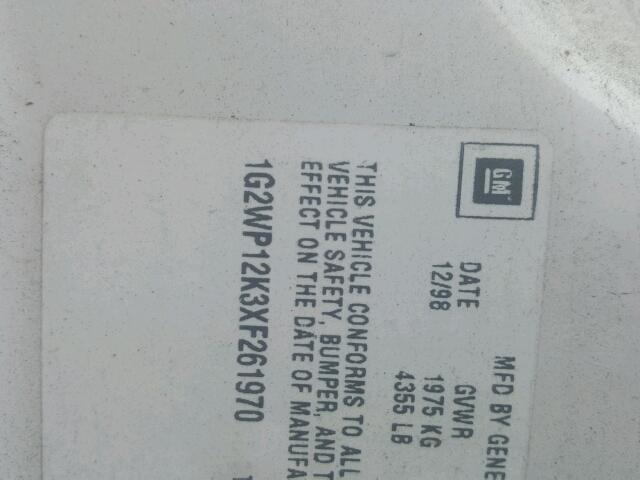 GM
MFD BY GENE
DATE GVWR
12/98 1975 KG
4355 LB
THIS VEHICLE CONFORMS TO ALL
VEHICLE SAFETY, BUMPER, AND T
EFFECT ON THE DATE OF MANUFA
1G2WP12K3XF261970